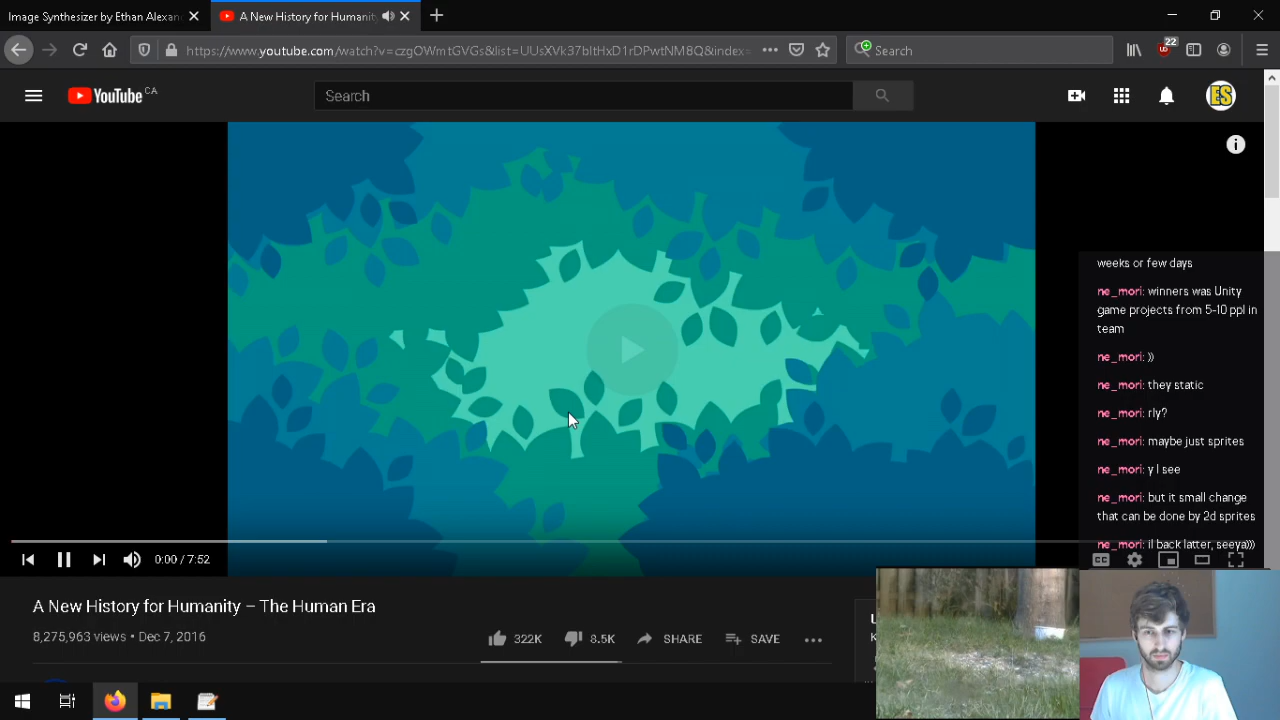 Image Synthesizer by Ethan Alexan
A New History for Humanity
https://www.youtube.com/watch?v=czgOWmtGVGs&list=UUsXVk37bltHxD1rDPwtNM8Q&index=
Search
22
YouTube CA
Search
ES
weeks or few days
ne_mori: winners was Unity
game projects from 5-10 ppl in
team
ne_mori: ))
ne_mori: they static
ne_mori: rly?
ne_mori: maybe just sprites
ne_mori: y I see
ne_mori: but it small change
that can be done by 2d sprites
ne_mori: il back latter, seeya)))
0:00 / 7:52
CC
A New History for Humanity – The Human Era
8,275,963 views • Dec 7, 2016
322K
8.5K
SHARE
SAVE